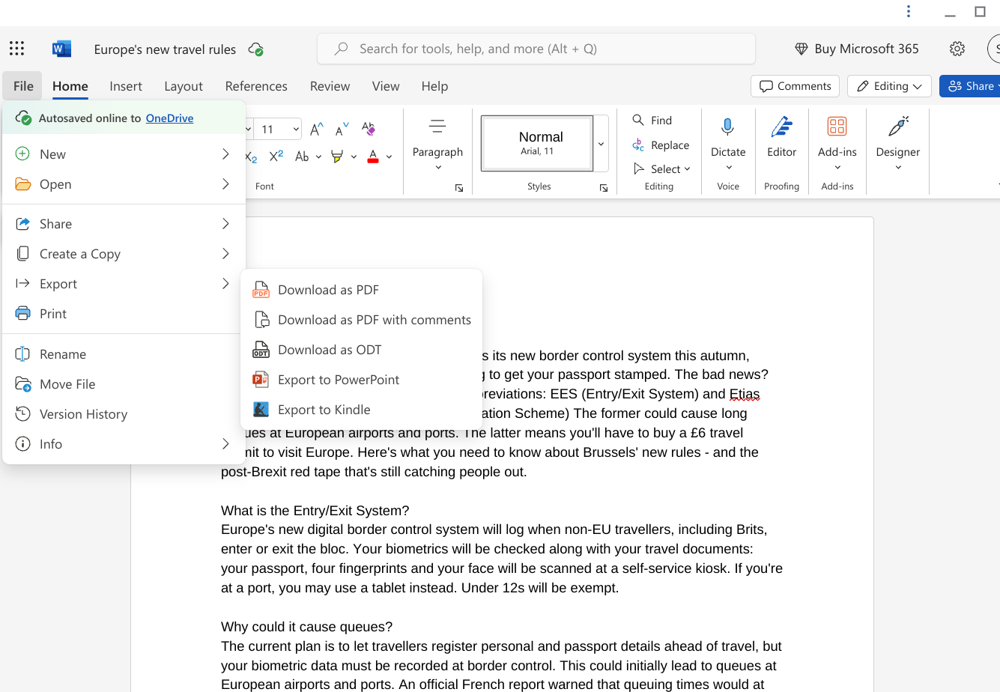 Europe's new travel rules
Search for tools, help, and more (Alt + Q)
Buy Microsoft 365
File Home Insert Layout References Review View Help
Comments Editing Share
Autosaved online to OneDrive
New
Open
Share
Create a Copy
Export
Print
Rename
Move File
Version History
Info
Download as PDF
Download as PDF with comments
Download as ODT
Export to PowerPoint
Export to Kindle
11
Font
Paragraph
Normal
Arial, 11
Styles
Find
Replace
Select
Editing
Dictate
Voice
Editor
Proofing
Add-ins
Add-ins
Designer
its new border control system this autumn,
to get your passport stamped. The bad news?
EES (Entry/Exit System) and Etias
Scheme) The former could cause long
at European airports and ports. The latter means you'll have to buy a £6 travel
to visit Europe. Here's what you need to know about Brussels' new rules - and the
post-Brexit red tape that's still catching people out.
What is the Entry/Exit System?
Europe's new digital border control system will log when non-EU travellers, including Brits,
enter or exit the bloc. Your biometrics will be checked along with your travel documents:
your passport, four fingerprints and your face will be scanned at a self-service kiosk. If you're
at a port, you may use a tablet instead. Under 12s will be exempt.
Why could it cause queues?
The current plan is to let travellers register personal and passport details ahead of travel, but
your biometric data must be recorded at border control. This could initially lead to queues at
European airports and ports. An official French report warned that queuing times would at